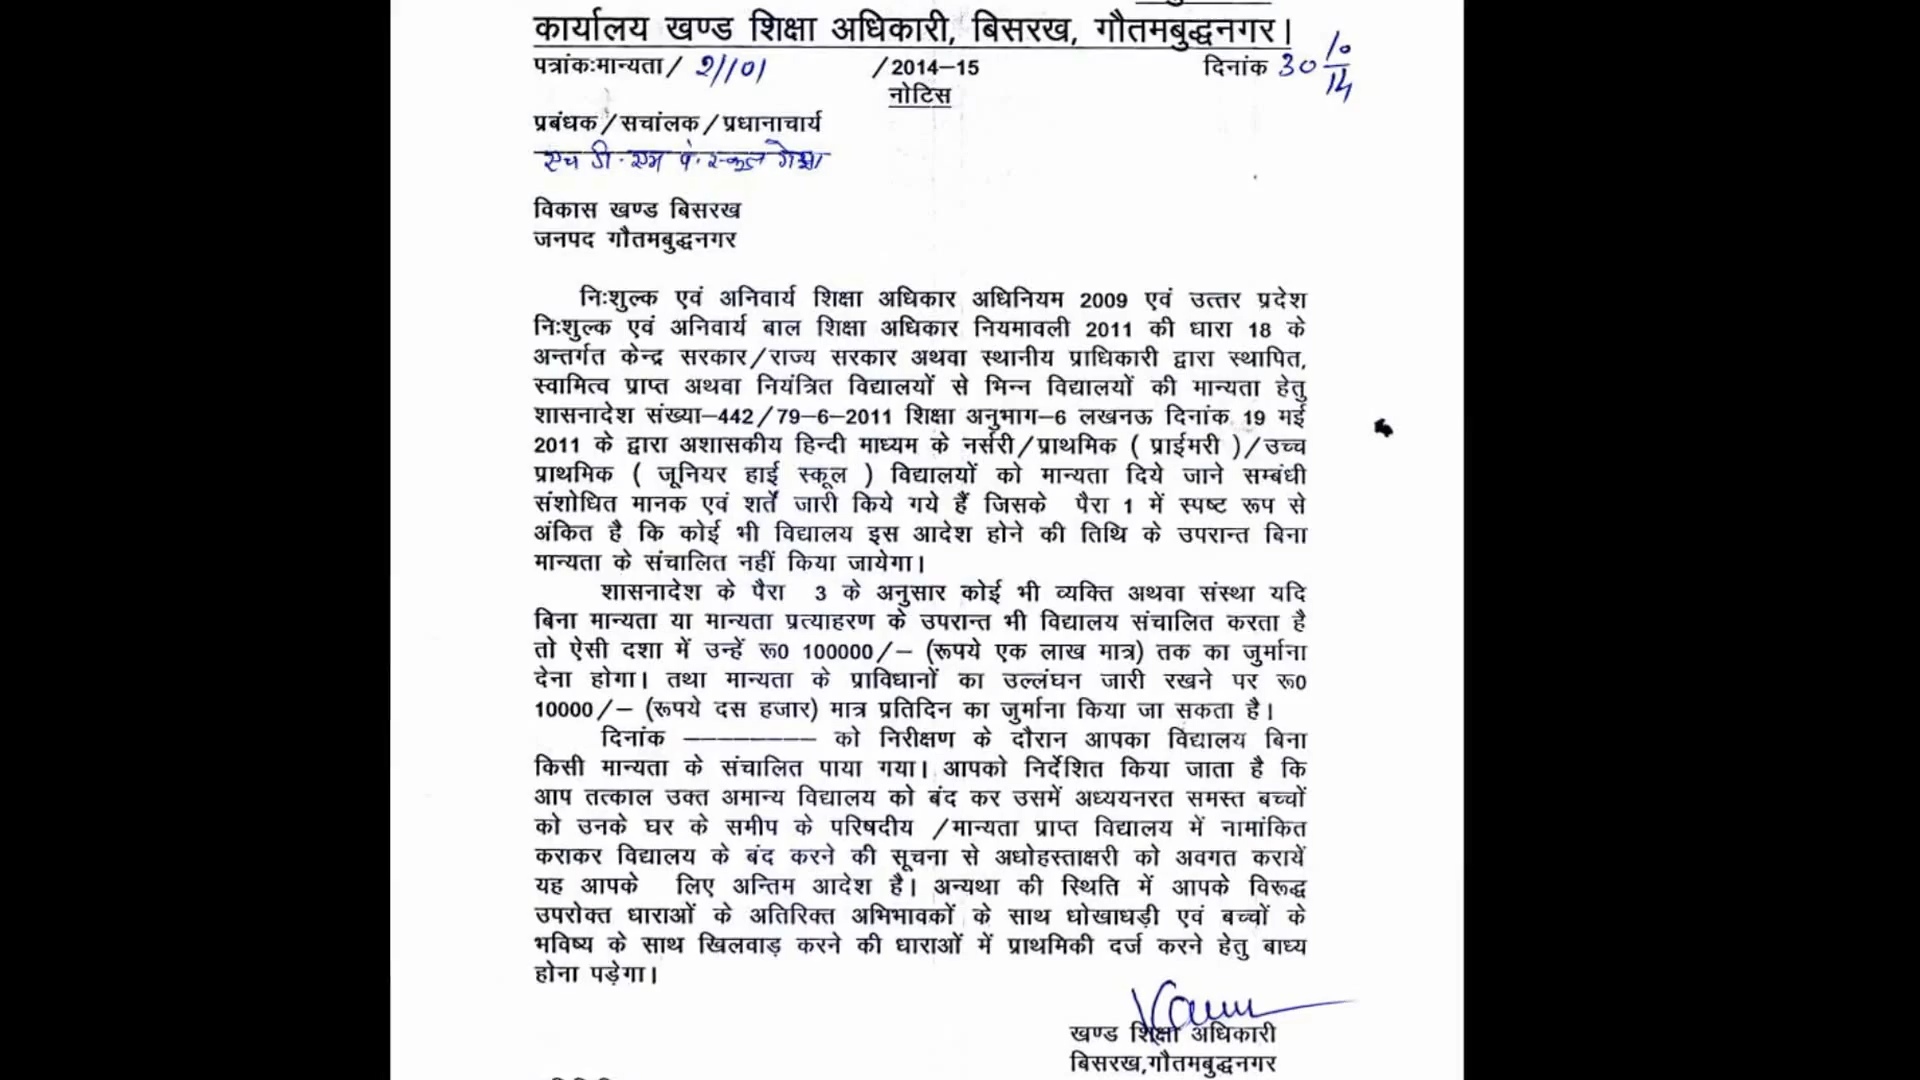 कार्यालय खण्ड शिक्षा अधिकारी, बिसरख, गौतमबुद्धनगर।
पत्रांकःमान्यता/ 2/101 /2014–15 दिनांक 30/10/14
नोटिस
प्रबंधक/सचांलक/प्रधानाचार्य
एच डी. एम प. स्कूल
विकास खण्ड बिसरख
जनपद गौतमबुद्धनगर
निःशुल्क एवं अनिवार्य शिक्षा अधिकार अधिनियम 2009 एवं उत्तर प्रदेश
निःशुल्क एवं अनिवार्य बाल शिक्षा अधिकार नियमावली 2011 की धारा 18 के
अन्तर्गत केन्द्र सरकार/राज्य सरकार अथवा स्थानीय प्राधिकारी द्वारा स्थापित,
स्वामित्व प्राप्त अथवा नियंत्रित विद्यालयों से भिन्न विद्यालयों की मान्यता हेतु
शासनादेश संख्या–442/79–6–2011 शिक्षा अनुभाग–6 लखनऊ दिनांक 19 मई
2011 के द्वारा अशासकीय हिन्दी माध्यम के नर्सरी/प्राथमिक ( प्राईमरी )/उच्च
प्राथमिक ( जूनियर हाई स्कूल ) विद्यालयों को मान्यता दिये जाने सम्बंधी
संशोधित मानक एवं शर्तें जारी किये गये हैं जिसके पैरा 1 में स्पष्ट रूप से
अंकित है कि कोई भी विद्यालय इस आदेश होने की तिथि के उपरान्त बिना
मान्यता के संचालित नहीं किया जायेगा।
शासनादेश के पैरा 3 के अनुसार कोई भी व्यक्ति अथवा संस्था यदि
बिना मान्यता या मान्यता प्रत्याहरण के उपरान्त भी विद्यालय संचालित करता है
तो ऐसी दशा में उन्हें रू0 100000/– (रूपये एक लाख मात्र) तक का जुर्माना
देना होगा। तथा मान्यता के प्राविधानों का उल्लंघन जारी रखने पर रू0
10000/– (रूपये दस हजार) मात्र प्रतिदिन का जुर्माना किया जा सकता है।
दिनांक ––––––––– को निरीक्षण के दौरान आपका विद्यालय बिना
किसी मान्यता के संचालित पाया गया। आपको निर्देशित किया जाता है कि
आप तत्काल उक्त अमान्य विद्यालय को बंद कर उसमें अध्ययनरत समस्त बच्चों
को उनके घर के समीप के परिषदीय /मान्यता प्राप्त विद्यालय में नामांकित
कराकर विद्यालय के बंद करने की सूचना से अधोहस्ताक्षरी को अवगत करायें
यह आपके लिए अन्तिम आदेश है। अन्यथा की स्थिति में आपके विरूद्ध
उपरोक्त धाराओं के अतिरिक्त अभिभावकों के साथ धोखाधड़ी एवं बच्चों के
भविष्य के साथ खिलवाड़ करने की धाराओं में प्राथमिकी दर्ज करने हेतु बाध्य
होना पड़ेगा।
खण्ड शिक्षा अधिकारी
बिसरख,गौतमबुद्धनगर